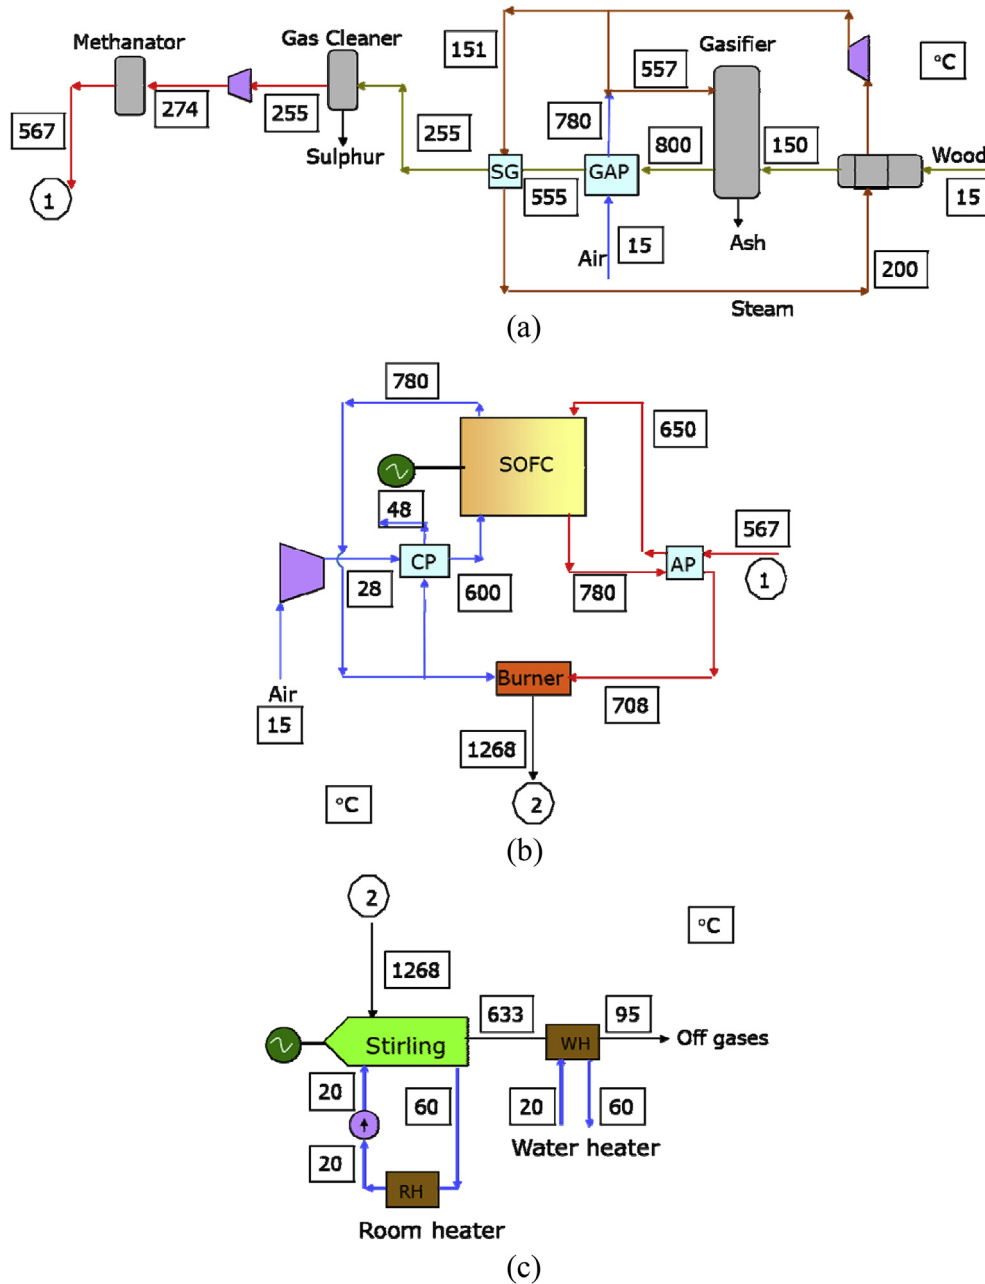 Methanator
Gas Cleaner
Gasifier
°C
151
557
567
274
255
255
780
800
150
Wood
15
Sulphur
SG
555
GAP
Air
15
Ash
200
Steam
1
(a)
780
650
SOFC
48
567
CP
AP
1
28
600
780
Air
15
Burner
708
1268
2
°C
(b)
2
°C
1268
633
95
Stirling
WH
Off gases
20
60
20
60
Water heater
20
RH
Room heater
(c)